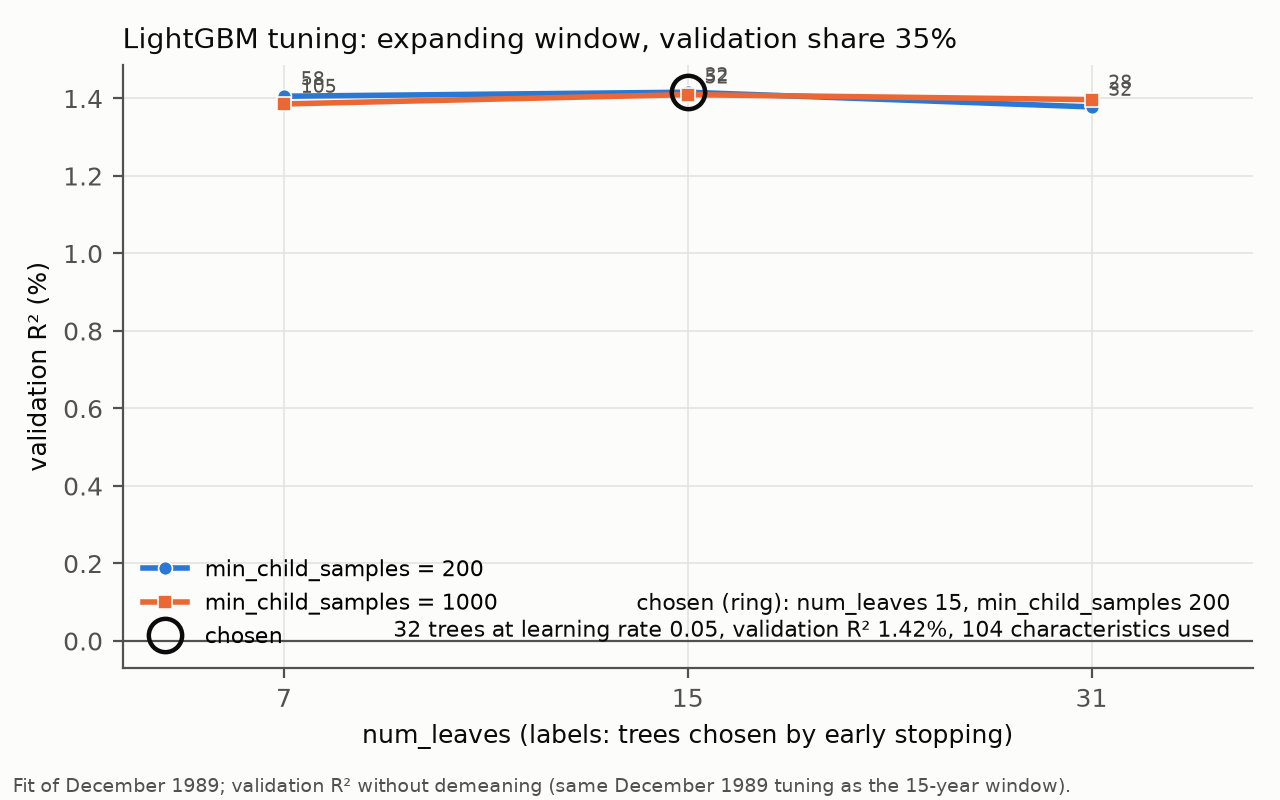 LightGBM tuning: expanding window, validation share 35%
validation R² (%)
1.4
1.2
1.0
0.8
0.6
0.4
0.2
0.0
58
105
32
52
28
32
min_child_samples = 200
min_child_samples = 1000
chosen
chosen (ring): num_leaves 15, min_child_samples 200
32 trees at learning rate 0.05, validation R² 1.42%, 104 characteristics used
7
15
31
num_leaves (labels: trees chosen by early stopping)
Fit of December 1989; validation R² without demeaning (same December 1989 tuning as the 15-year window).